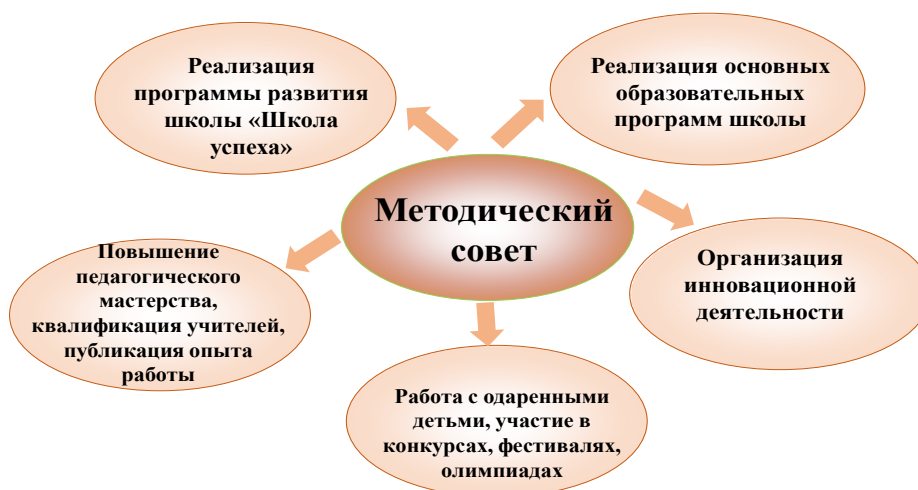 Реализация
программы развития
школы «Школа
успеха»
Реализация основных
образовательных
программ школы
Методический
совет
Повышение
педагогического
мастерства,
квалификация учителей,
публикация опыта
работы
Организация
инновационной
деятельности
Работа с одаренными
детьми, участие в
конкурсах, фестивалях,
олимпиадах